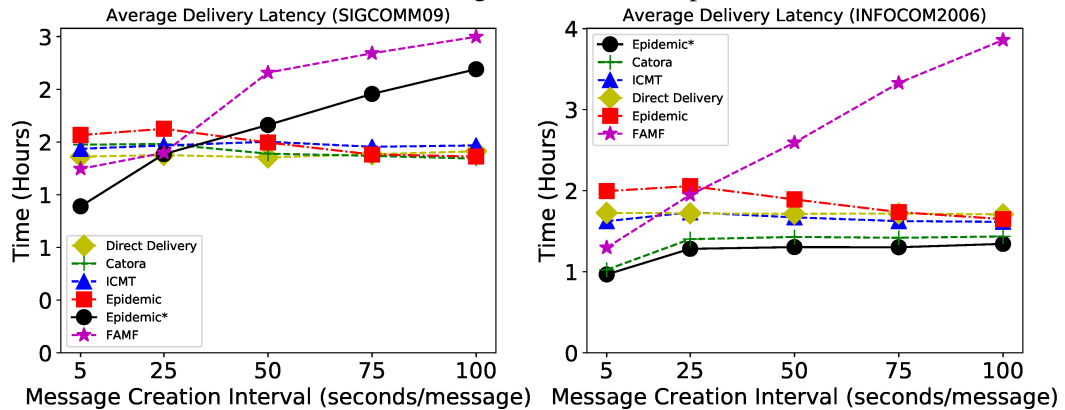 Average Delivery Latency (SIGCOMM09)
3
2
2
1
1
0
0
Time (Hours)
Direct Delivery
Catora
ICMT
Epidemic
Epidemic*
FAMF
5 25 50 75 100
Message Creation Interval (seconds/message)
Average Delivery Latency (INFOCOM2006)
4
3
2
1
0
Time (Hours)
Epidemic*
Catora
ICMT
Direct Delivery
Epidemic
FAMF
5 25 50 75 100
Message Creation Interval (seconds/message)